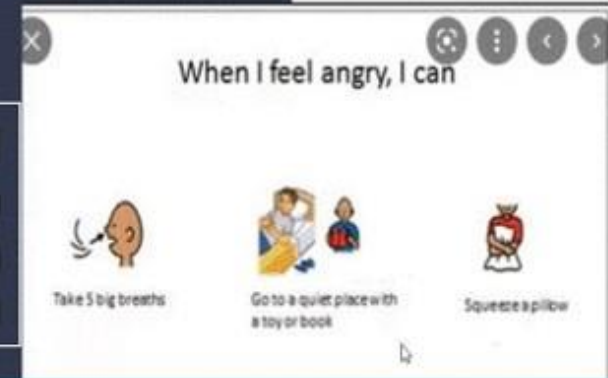 When I feel angry, I can
Take 5 big breaths
Go to a quiet place with
a toy or book
Squeeze a pillow